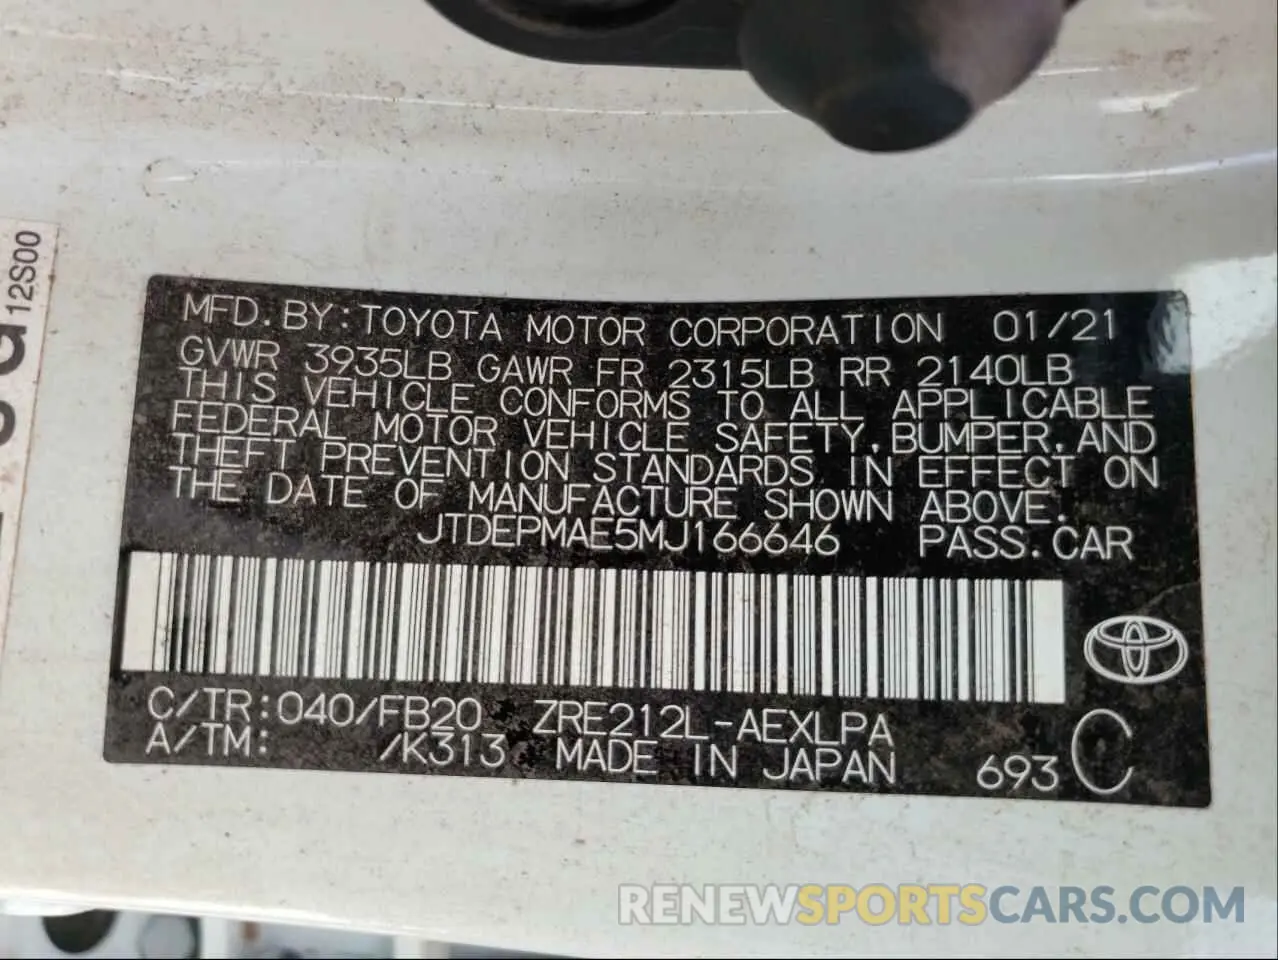 MFD.BY:TOYOTA MOTOR CORPORATION 01/21
GVWR 3935LB GAWR FR 2315LB RR 2140LB
THIS VEHICLE CONFORMS TO ALL APPLICABLE
FEDERAL MOTOR VEHICLE SAFETY,BUMPER,AND
THEFT PREVENTION STANDARDS IN EFFECT ON
THE DATE OF MANUFACTURE SHOWN ABOVE.
JTDEPMAE5MJ166646 PASS.CAR
C/TR:040/FB20 ZRE212L-AEXLPA
A/TM: /K313 MADE IN JAPAN 693 C
12S00
RENEWSPORTSCARS.COM